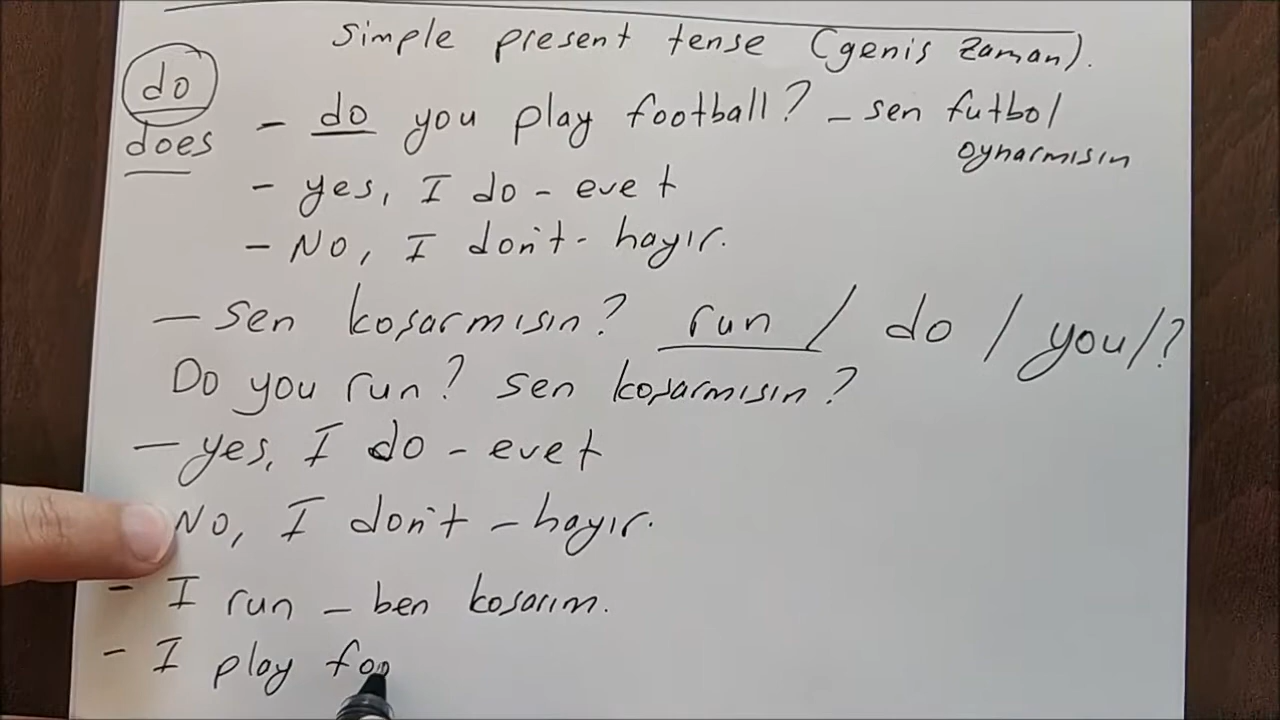 Simple present tense (genis zaman).
do
does
- do you play football? - sen futbol
oynarmisin
- yes, I do - evet
- No, I don't - hayır.
- Sen koşarmısın? run / do / you/?
Do you run? Sen koşarmısın?
- yes, I do - evet
No, I don't - hayır.
- I run - ben kosarım.
- I play foo